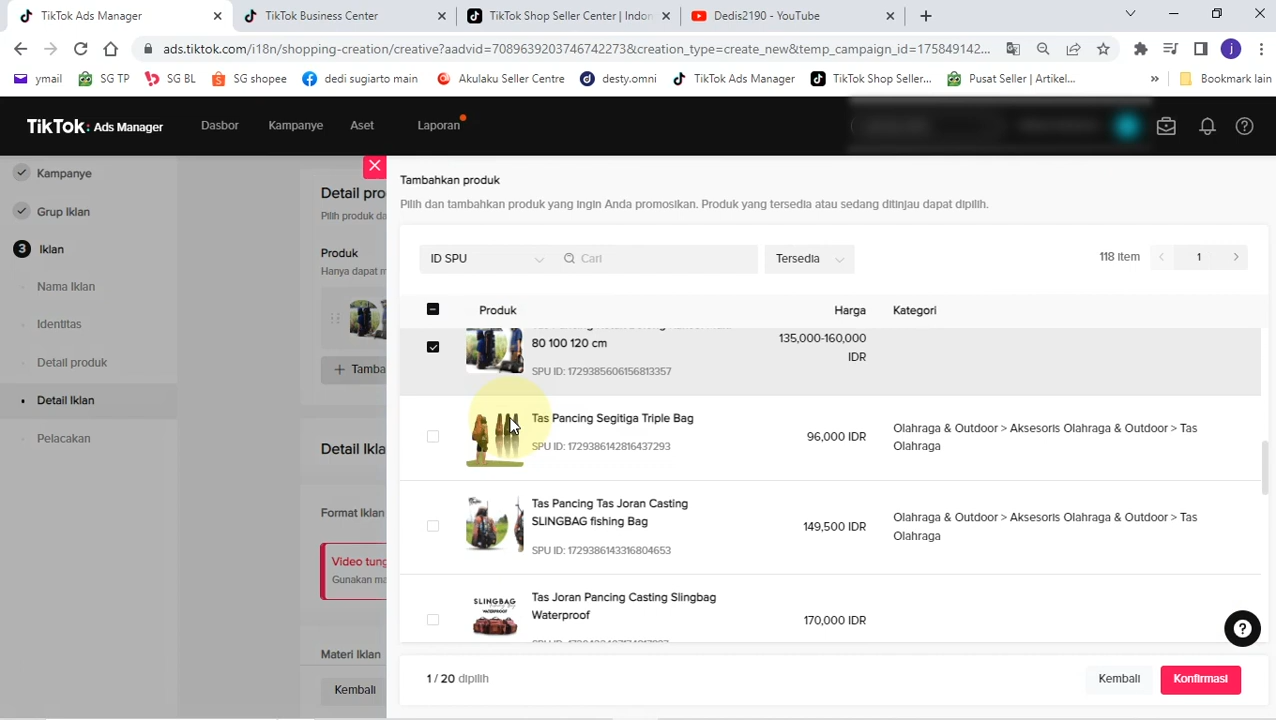 TikTok Ads Manager
TikTok Business Center
TikTok Shop Seller Center | Indon
Dedis2190 - YouTube
ads.tiktok.com/i18n/shopping-creation/creative?aadvid=7089639203746742273&creation_type=create_new&temp_campaign_id=175849142...
j
ymail
SG TP
SG BL
SG shopee
dedi sugiarto main
Akulaku Seller Centre
desty.omni
TikTok Ads Manager
TikTok Shop Seller...
Pusat Seller | Artikel...
»
Bookmark lain
TikTok: Ads Manager
Dasbor
Kampanye
Aset
Laporan
Kampanye
Grup Iklan
3 Iklan
Nama Iklan
Identitas
Detail produk
Detail Iklan
Pelacakan
Detail pro
Pilih produk da
Produk
Hanya dapat m
+ Tamba
Detail Ikl
Format Iklan
Video tung
Gunakan ma
Materi Iklan
Kembali
Tambahkan produk
Pilih dan tambahkan produk yang ingin Anda promosikan. Produk yang tersedia atau sedang ditinjau dapat dipilih.
ID SPU
Cari
Tersedia
118 item
1
Produk
Harga
Kategori
80 100 120 cm
SPU ID: 1729385606156813357
135,000-160,000
IDR
Tas Pancing Segitiga Triple Bag
SPU ID: 1729386142816437293
96,000 IDR
Olahraga & Outdoor > Aksesoris Olahraga & Outdoor > Tas
Olahraga
Tas Pancing Tas Joran Casting
SLINGBAG fishing Bag
SPU ID: 1729386143316804653
149,500 IDR
Olahraga & Outdoor > Aksesoris Olahraga & Outdoor > Tas
Olahraga
SLINGBAG
WATERPROOF
Tas Joran Pancing Casting Slingbag
Waterproof
170,000 IDR
1 / 20 dipilih
Kembali
Konfirmasi